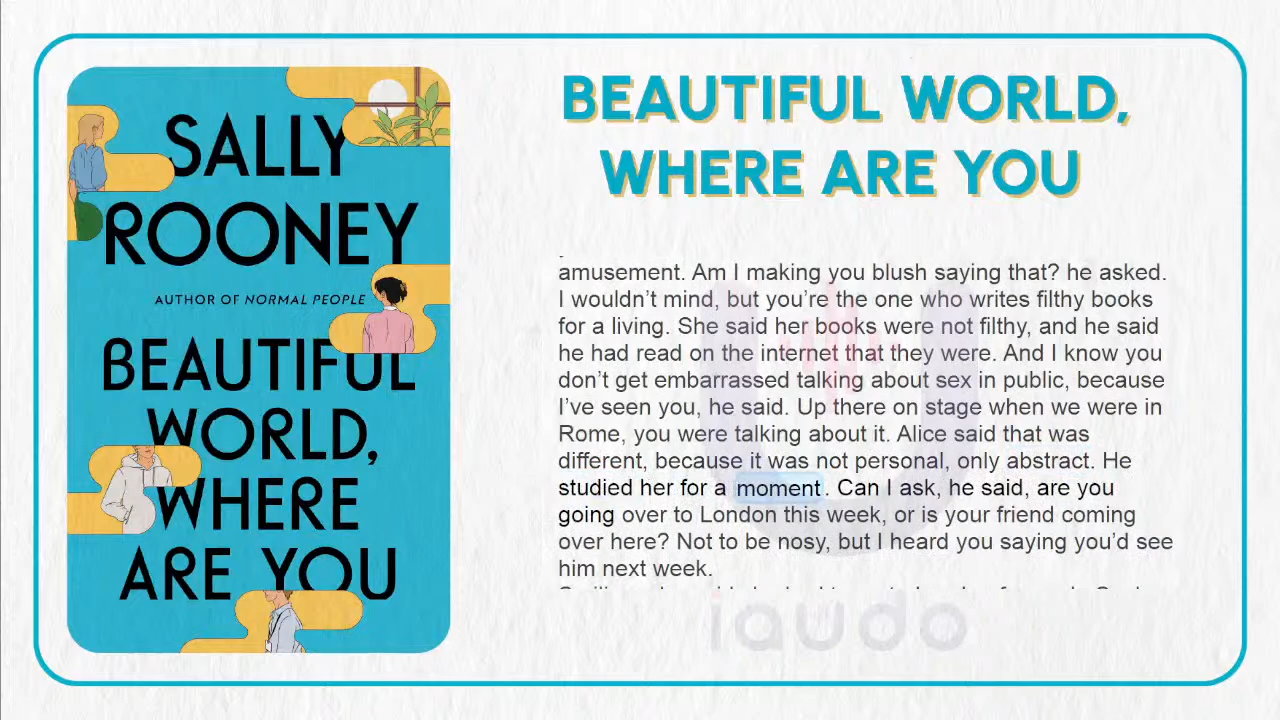 SALLY
ROONEY
AUTHOR OF NORMAL PEOPLE
BEAUTIFUL
WORLD,
WHERE
ARE YOU
BEAUTIFUL WORLD,
WHERE ARE YOU
amusement. Am I making you blush saying that? he asked.
I wouldn’t mind, but you’re the one who writes filthy books
for a living. She said her books were not filthy, and he said
he had read on the internet that they were. And I know you
don’t get embarrassed talking about sex in public, because
I’ve seen you, he said. Up there on stage when we were in
Rome, you were talking about it. Alice said that was
different, because it was not personal, only abstract. He
studied her for a moment. Can I ask, he said, are you
going over to London this week, or is your friend coming
over here? Not to be nosy, but I heard you saying you’d see
him next week.
iaudo